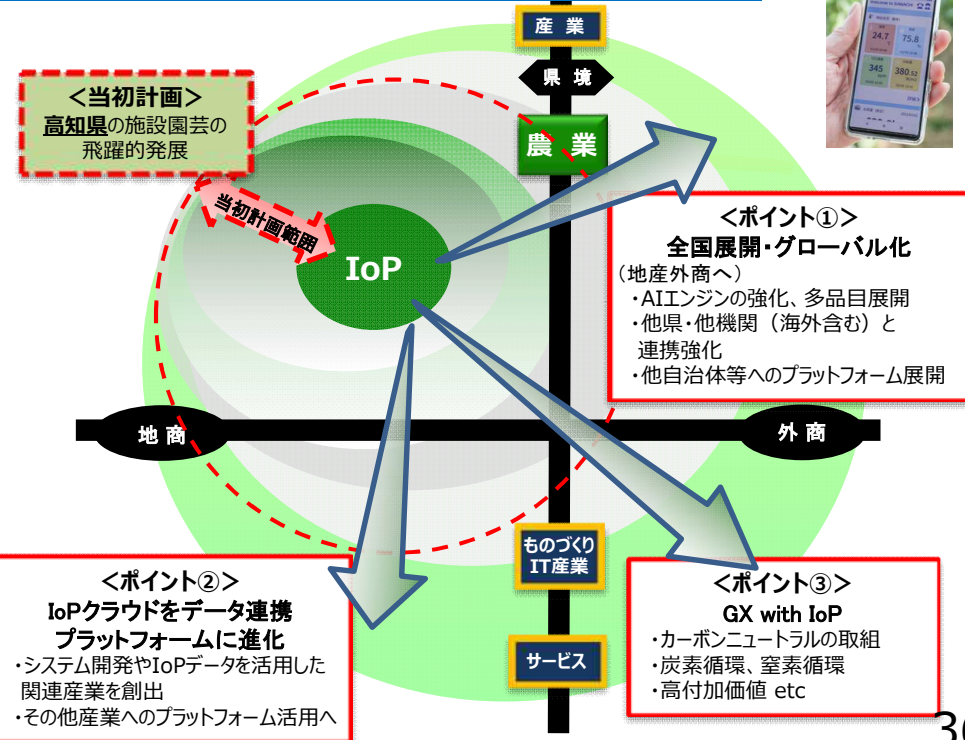 産 業
県 境
農 業
＜当初計画＞
高知県の施設園芸の
飛躍的発展
当初計画範囲
IoP
24.7
75.8
345
380.52
＜ポイント①＞
全国展開・グローバル化
（地産外商へ）
・AIエンジンの強化、多品目展開
・他県・他機関（海外含む）と
連携強化
・他自治体等へのプラットフォーム展開
地 商
外 商
ものづくり
IT産業
サービス
＜ポイント②＞
IoPクラウドをデータ連携
プラットフォームに進化
・システム開発やIoPデータを活用した
関連産業を創出
・その他産業へのプラットフォーム活用へ
＜ポイント③＞
GX with IoP
・カーボンニュートラルの取組
・炭素循環、窒素循環
・高付加価値 etc